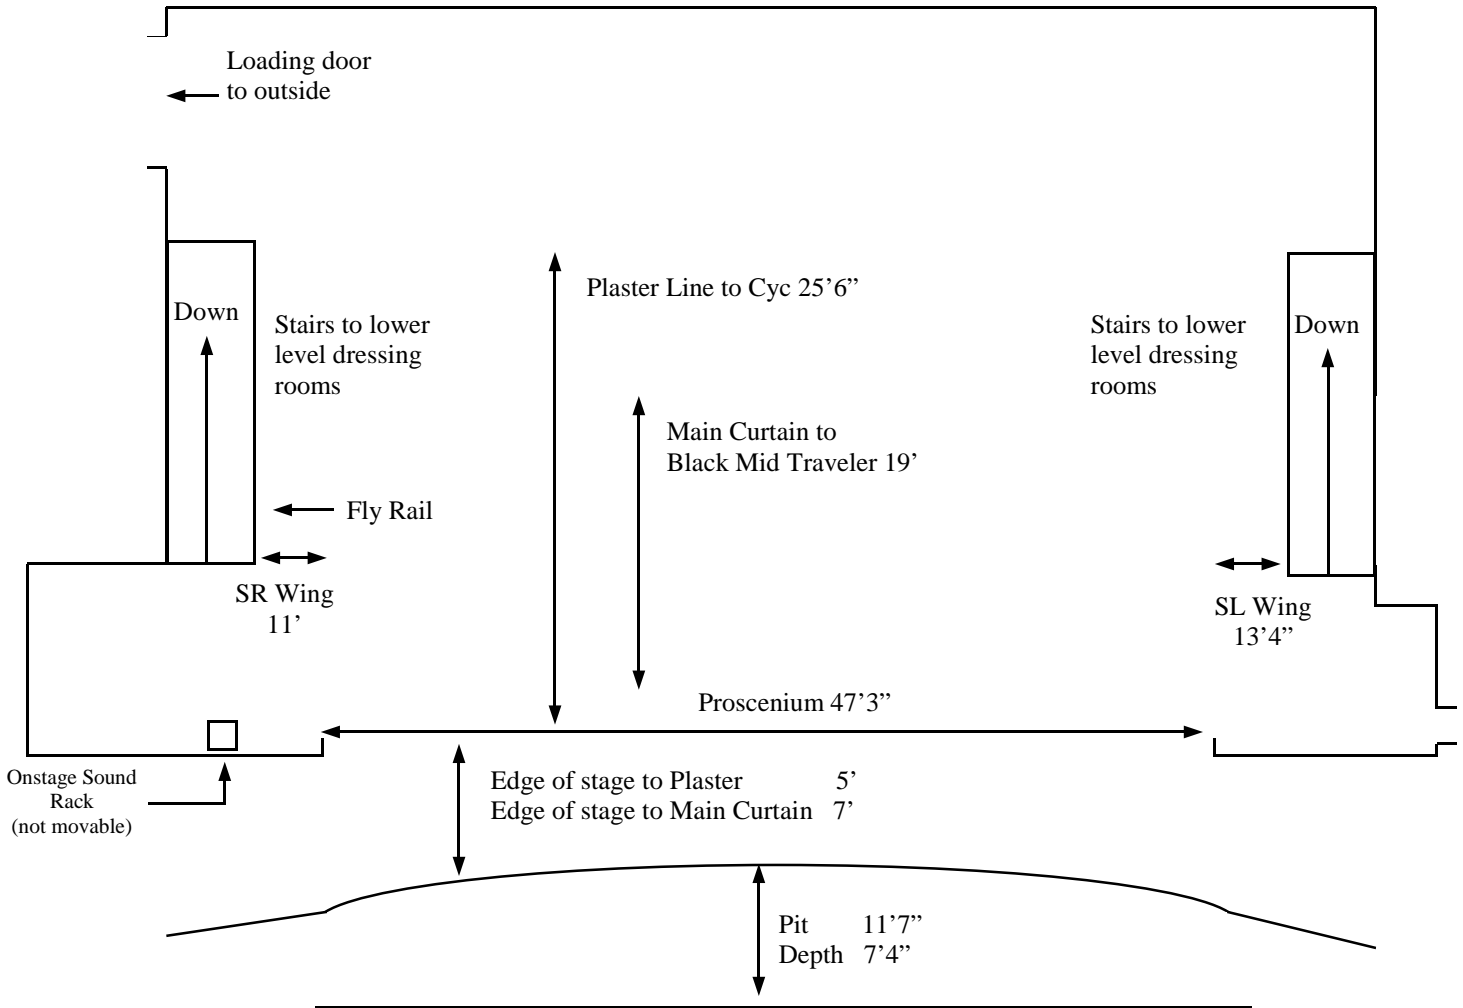 Loading door
to outside
Plaster Line to Cyc 25’6”
Down
Stairs to lower
level dressing
rooms
Stairs to lower
level dressing
rooms
Down
Main Curtain to
Black Mid Traveler 19’
Fly Rail
SR Wing
11’
SL Wing
13’4”
Proscenium 47’3”
Onstage Sound
Rack
(not movable)
Edge of stage to Plaster 5’
Edge of stage to Main Curtain 7’
Pit 11’7”
Depth 7’4”